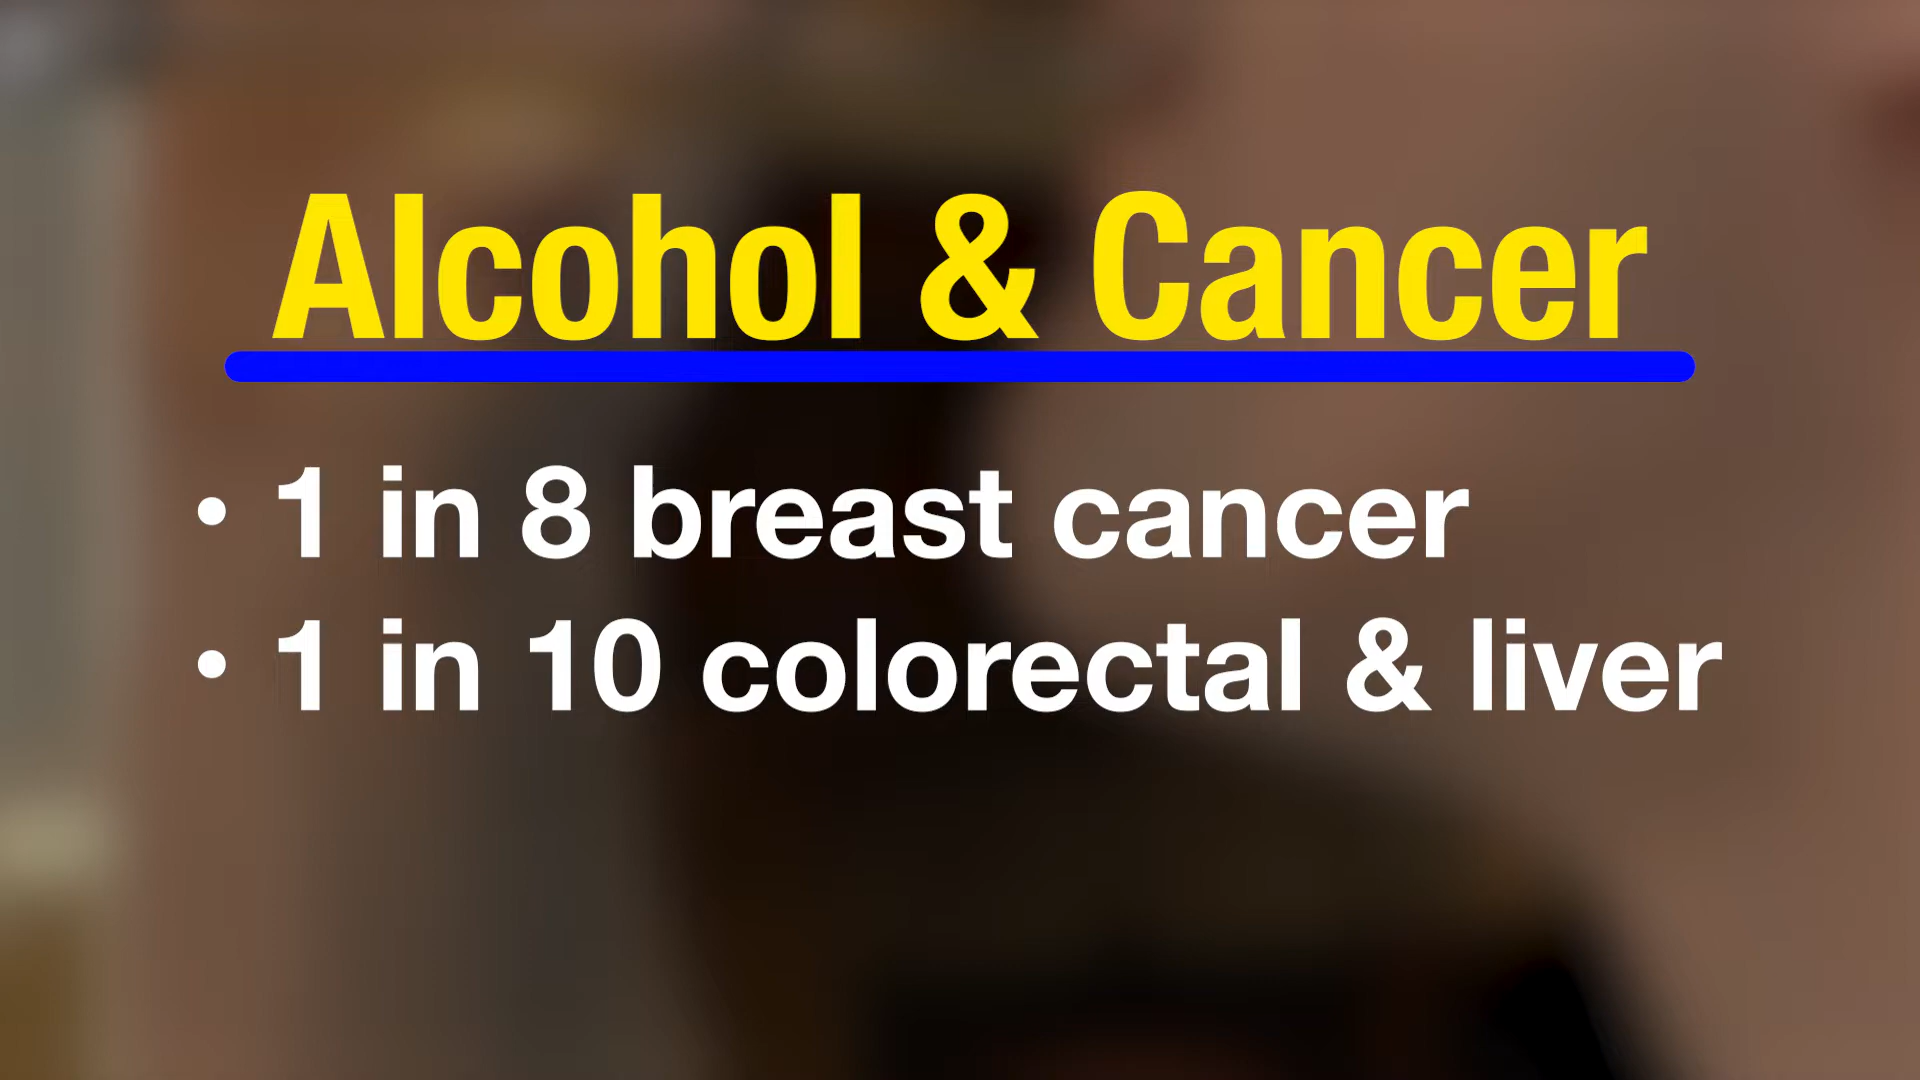 Alcohol & Cancer
• 1 in 8 breast cancer
• 1 in 10 colorectal & liver